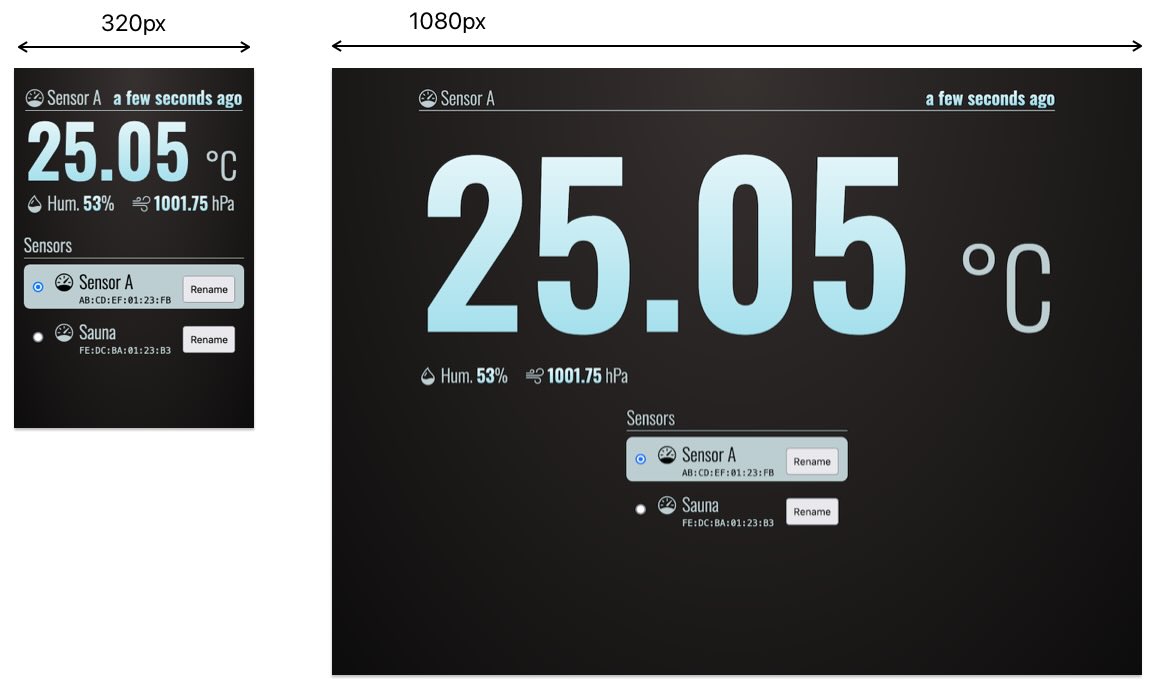 320px
Sensor A a few seconds ago
25.05 °C
Hum. 53% 1001.75 hPa
Sensors
Sensor A
AB:CD:EF:01:23:FB
Rename
Sauna
FE:DC:BA:01:23:B3
Rename
1080px
Sensor A a few seconds ago
25.05 °C
Hum. 53% 1001.75 hPa
Sensors
Sensor A
AB:CD:EF:01:23:FB
Rename
Sauna
FE:DC:BA:01:23:B3
Rename